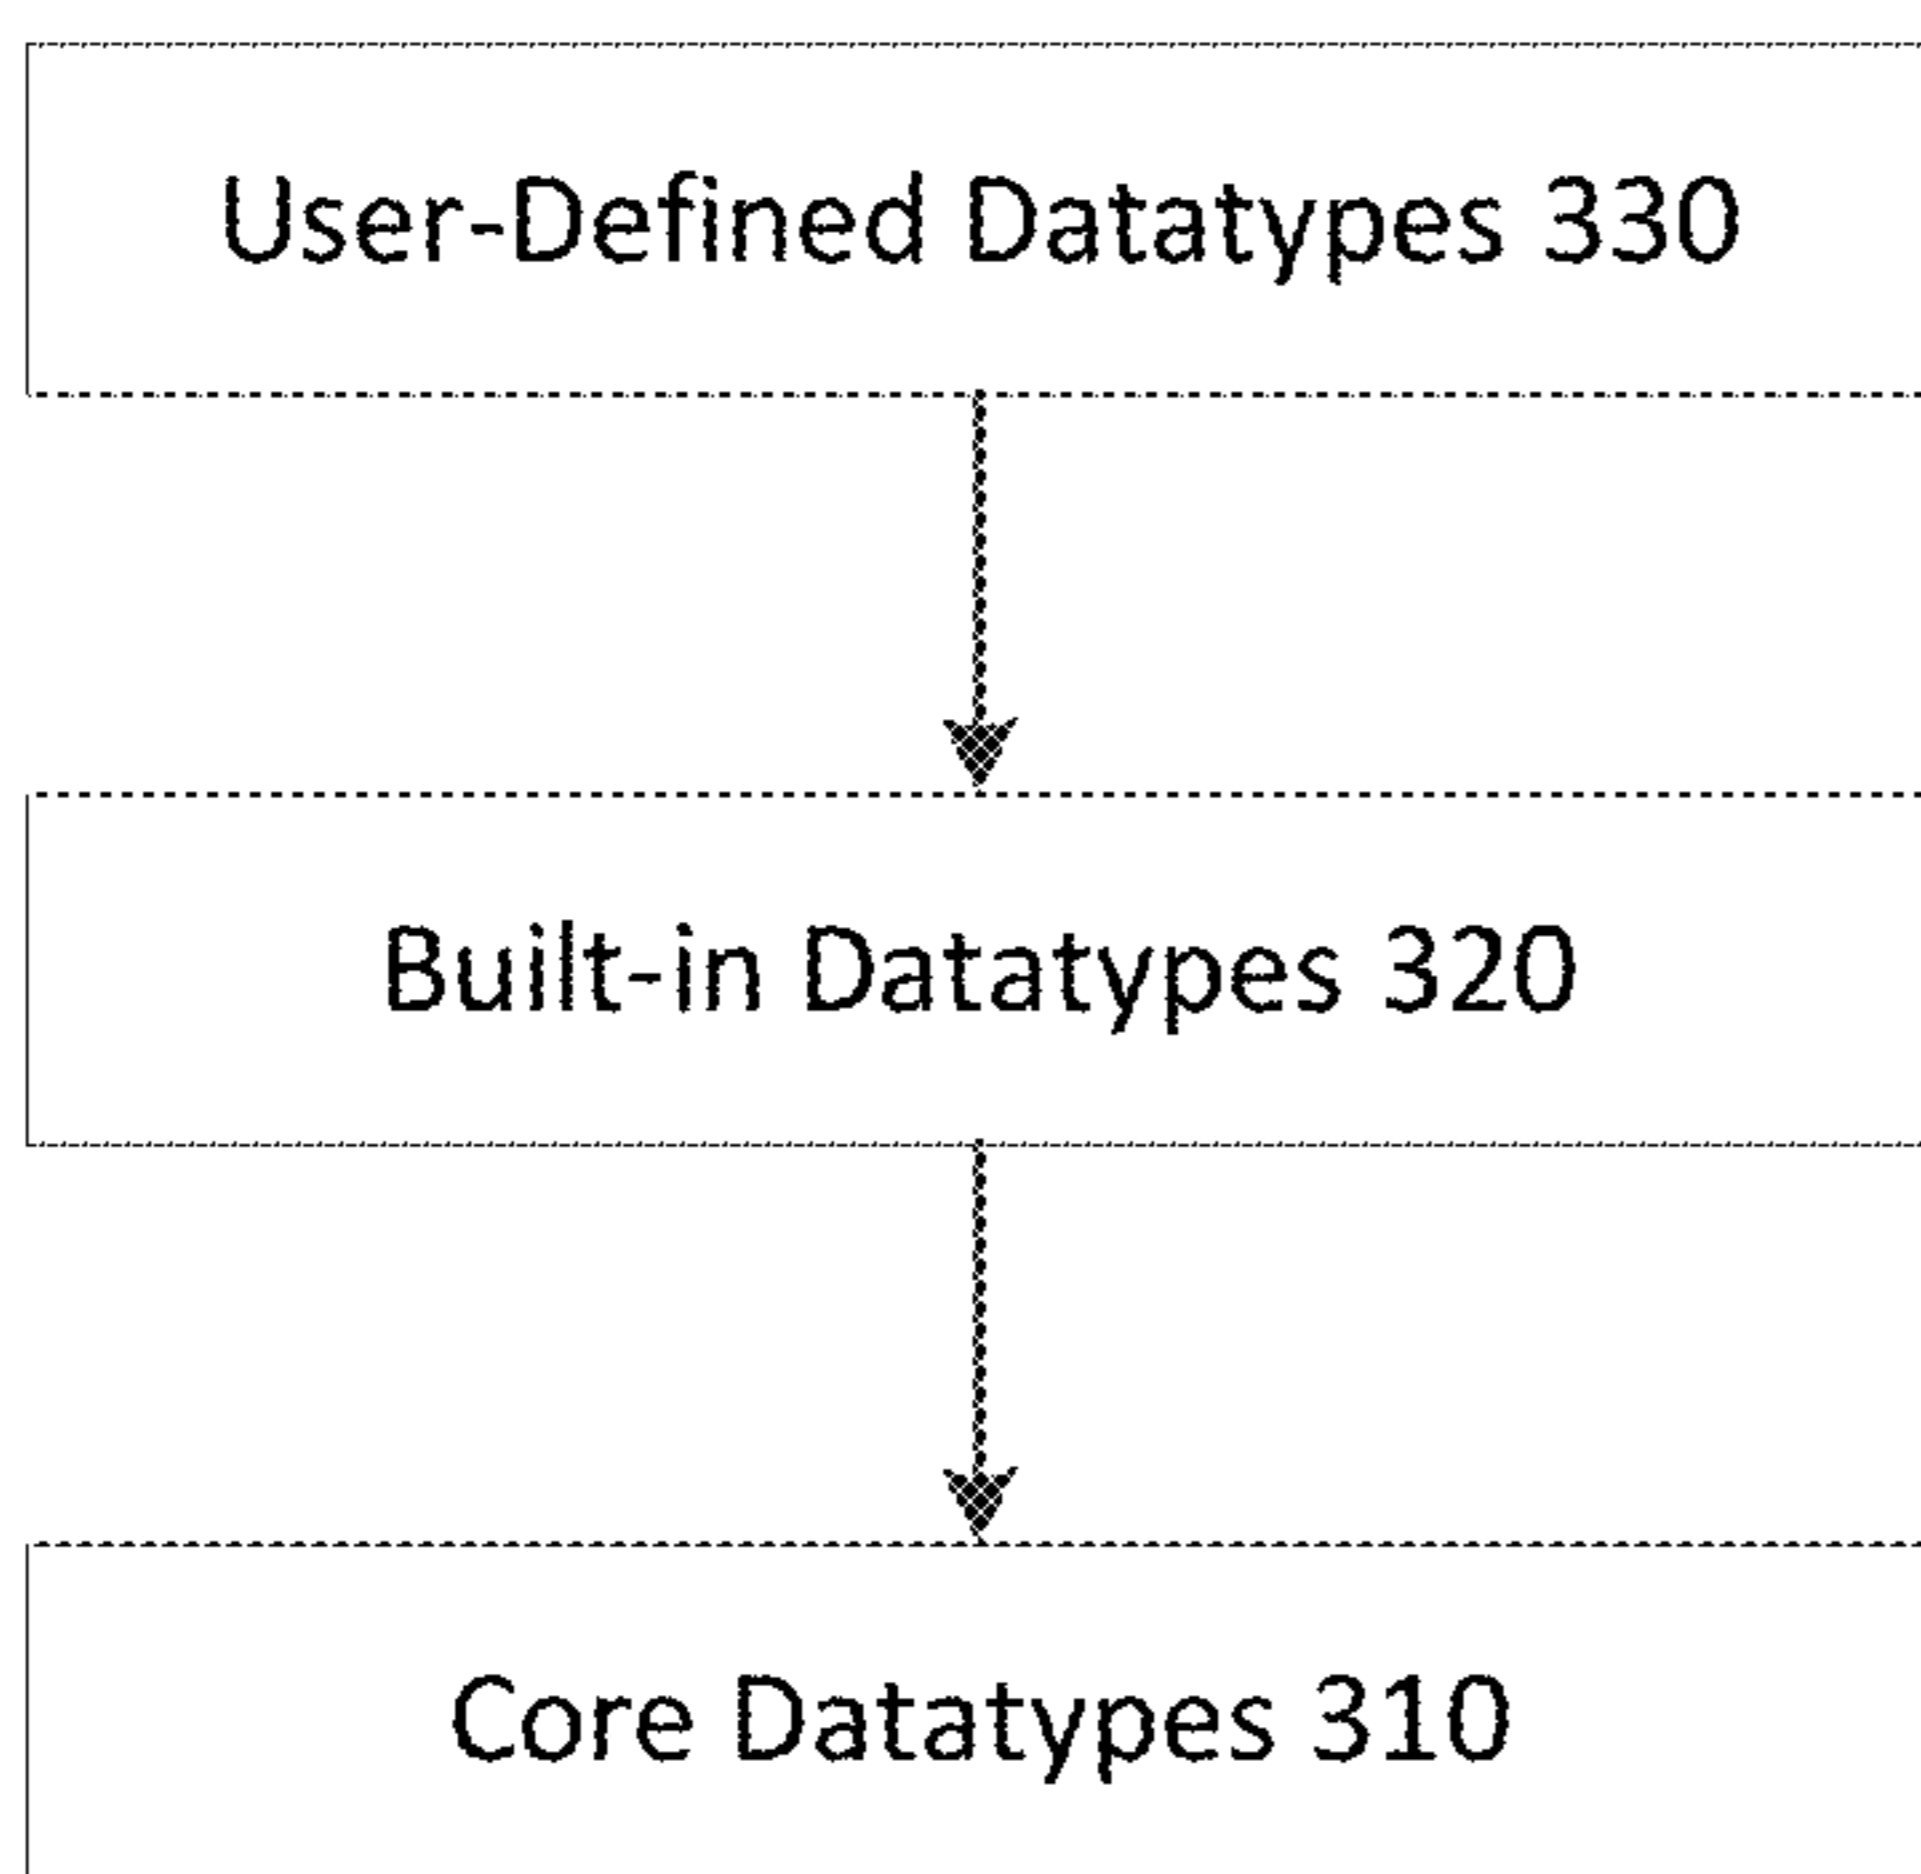 User-Defined Datatypes 330
Built-in Datatypes 320
Core Datatypes 310